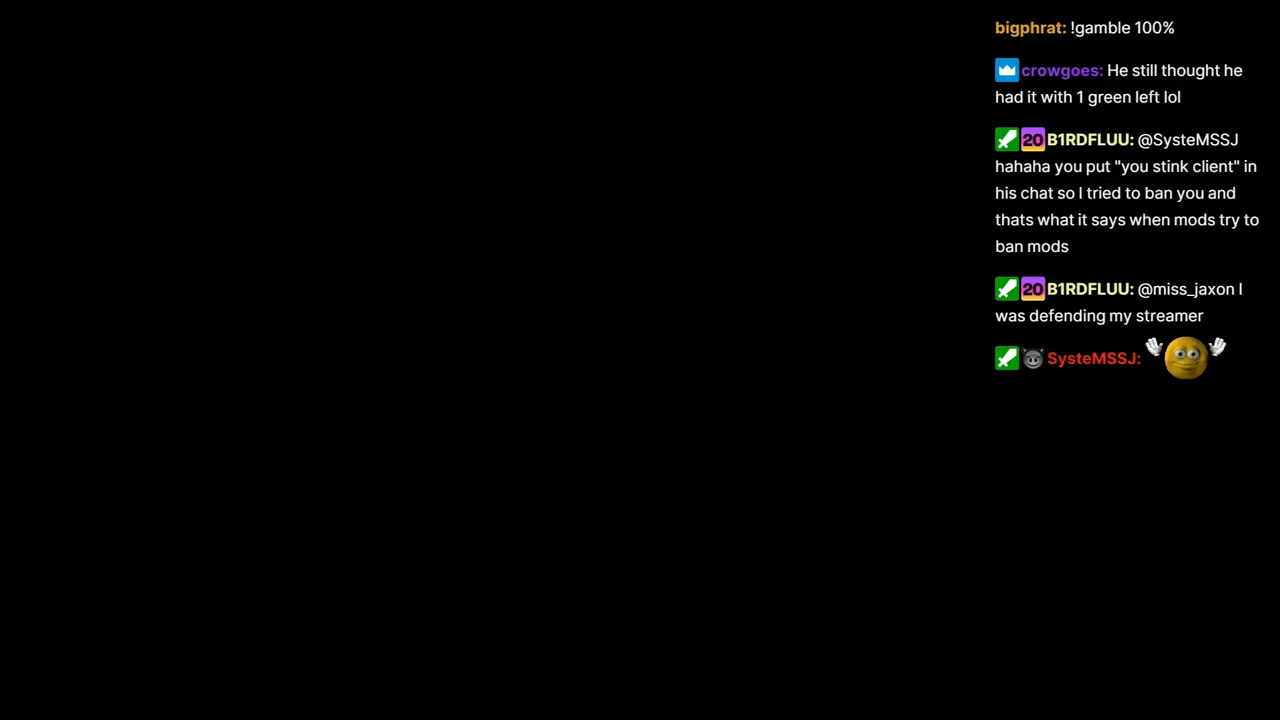 bigphrat: !gamble 100%
crowgoes: He still thought he
had it with 1 green left lol
20 B1RDFLUU: @SysteMSSJ
hahaha you put "you stink client" in
his chat so I tried to ban you and
thats what it says when mods try to
ban mods
20 B1RDFLUU: @miss_jaxon I
was defending my streamer
SysteMSSJ: